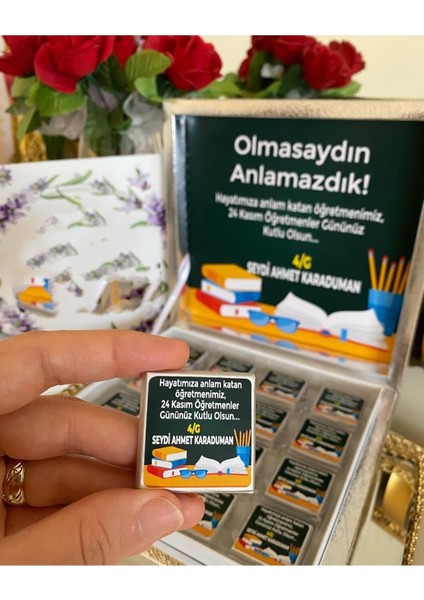 Olmasaydın
Anlamazdık!
Hayatımıza anlam katan öğretmenimiz,
24 Kasım Öğretmenler Gününüz
Kutlu Olsun...
4/G
SEYDİ AHMET KARADUMAN
Hayatımıza anlam katan
öğretmenimiz,
24 Kasım Öğretmenler
Gününüz Kutlu Olsun...
4/G
SEYDİ AHMET KARADUMAN